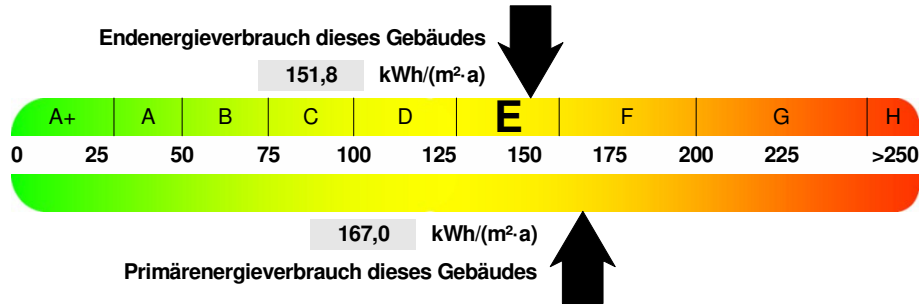 Endenergieverbrauch dieses Gebäudes
151,8 kWh/(m²·a)
A+ A B C D E F G H
0 25 50 75 100 125 150 175 200 225 >250
167,0 kWh/(m²·a)
Primärenergieverbrauch dieses Gebäudes